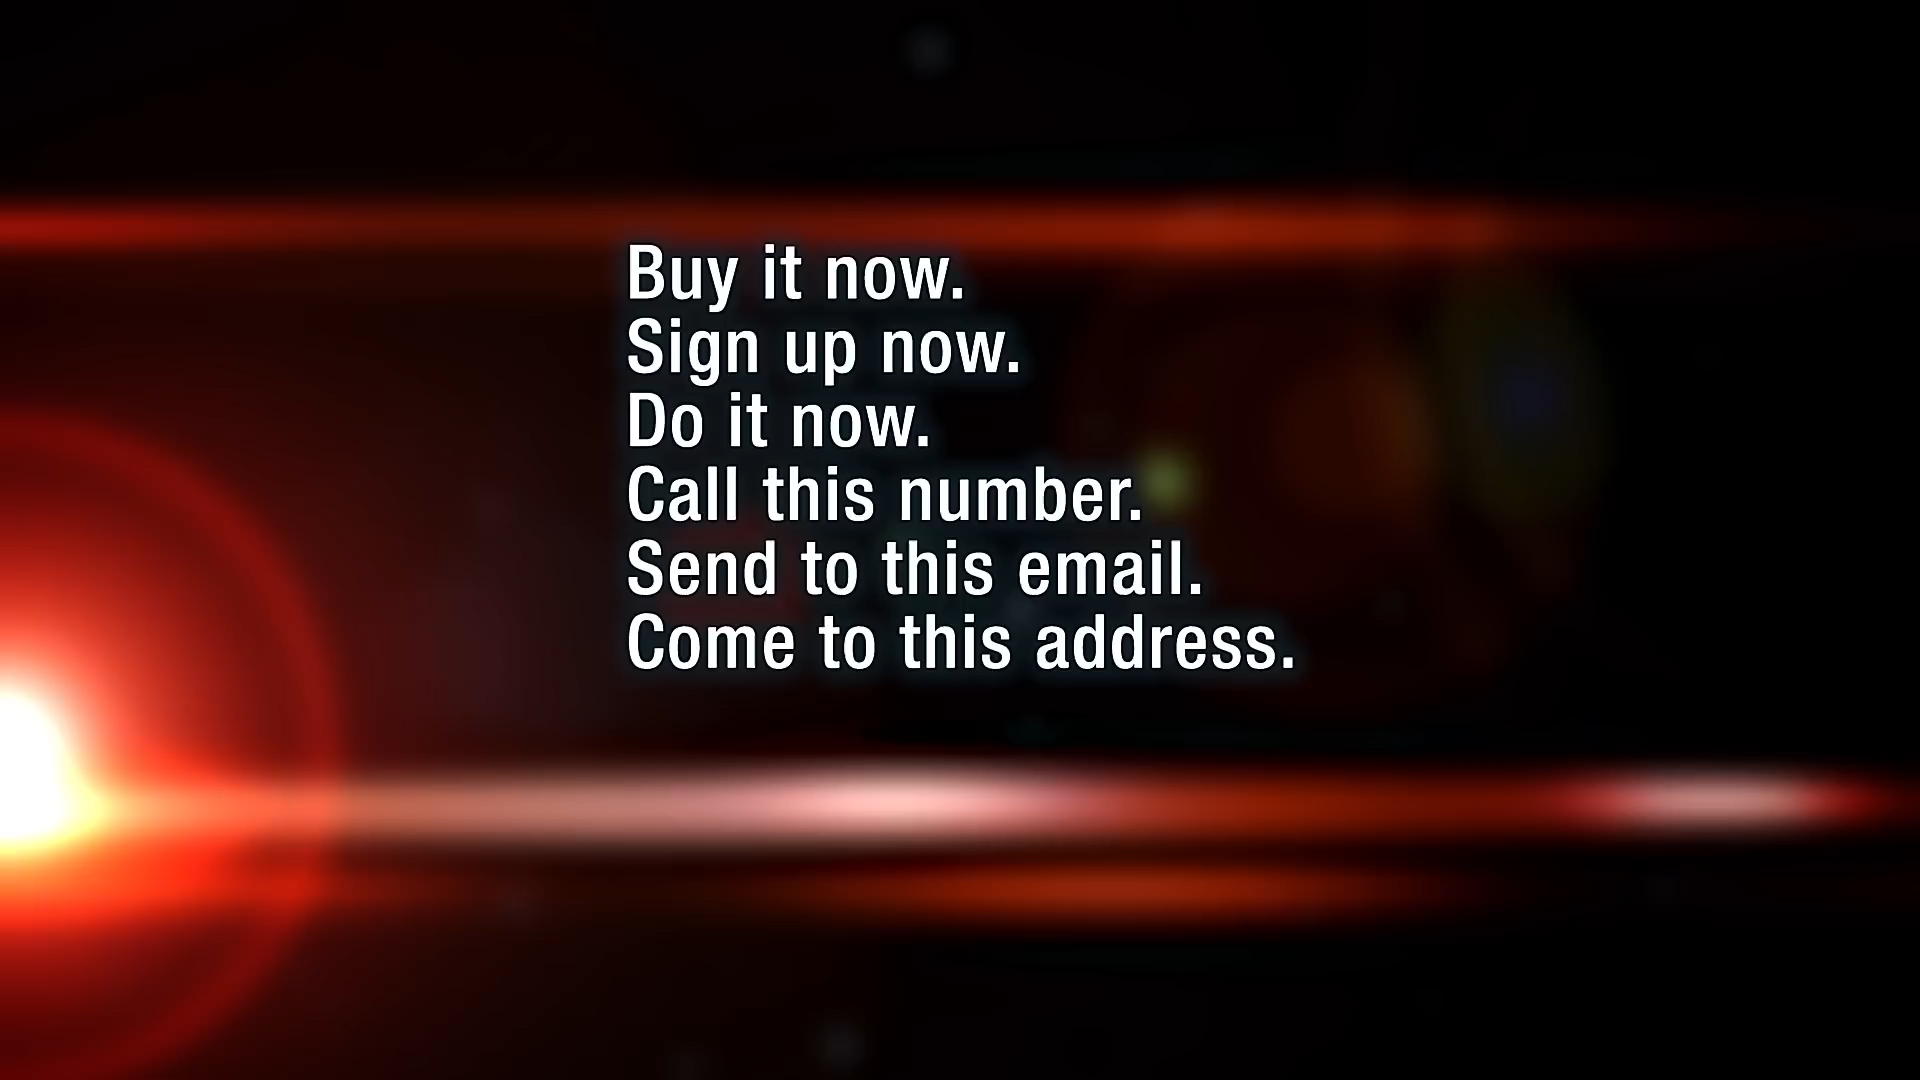 Buy it now.
Sign up now.
Do it now.
Call this number.
Send to this email.
Come to this address.